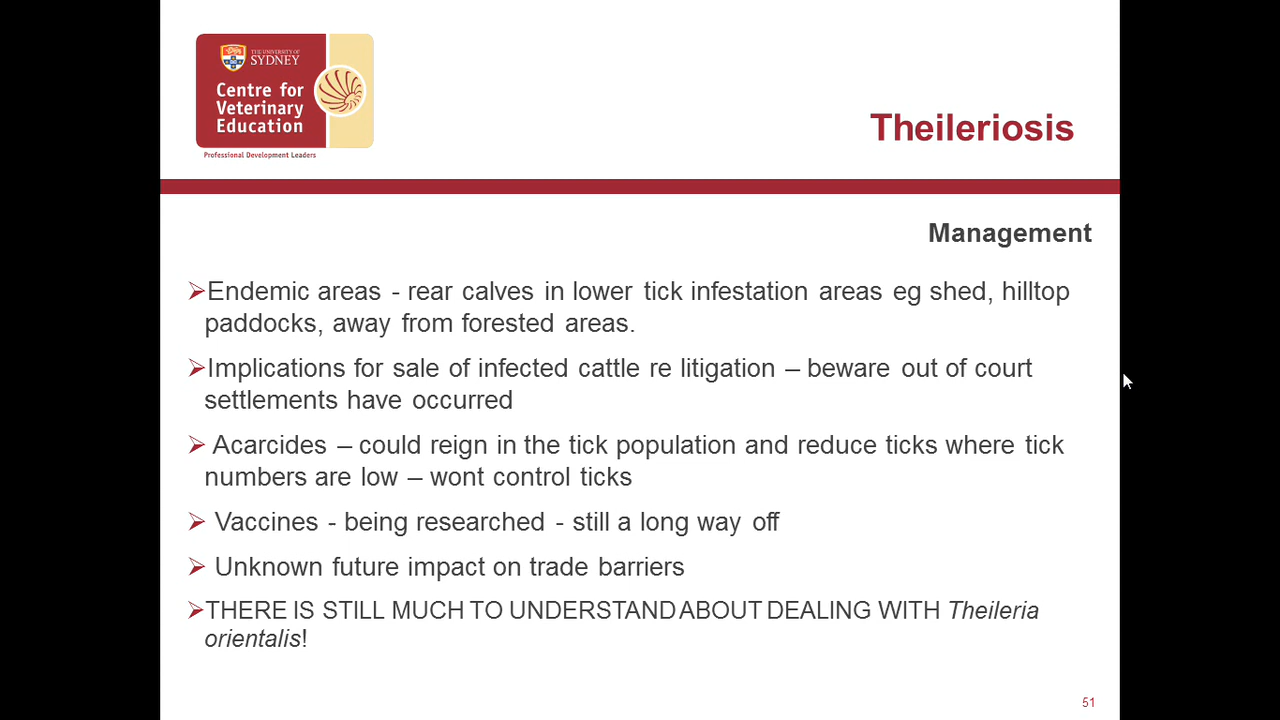 THE UNIVERSITY OF
SYDNEY
Centre for
Veterinary
Education
Professional Development Leaders
Theileriosis
Management
Endemic areas - rear calves in lower tick infestation areas eg shed, hilltop
paddocks, away from forested areas.
Implications for sale of infected cattle re litigation – beware out of court
settlements have occurred
Acarcides – could reign in the tick population and reduce ticks where tick
numbers are low – wont control ticks
Vaccines - being researched - still a long way off
Unknown future impact on trade barriers
THERE IS STILL MUCH TO UNDERSTAND ABOUT DEALING WITH Theileria
orientalis!
51